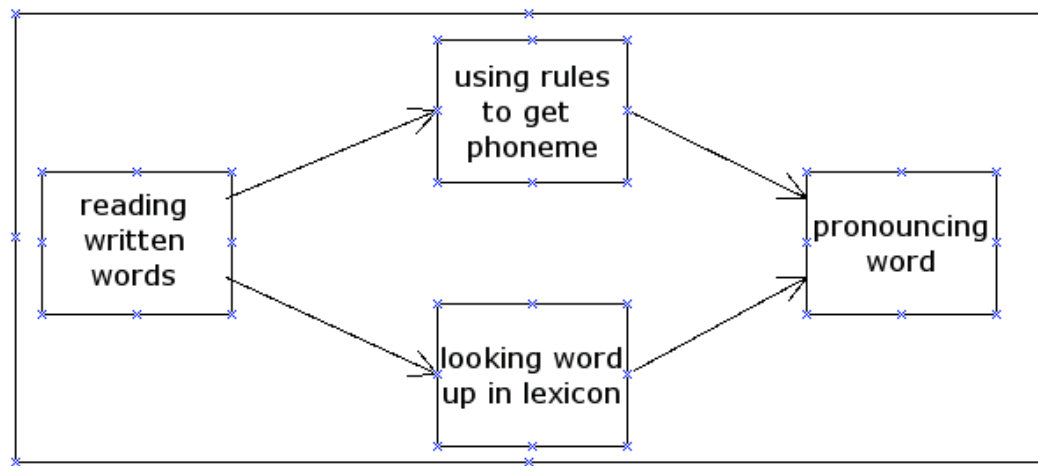 using rules
to get
phoneme
reading
written
words
pronouncing
word
looking word
up in lexicon